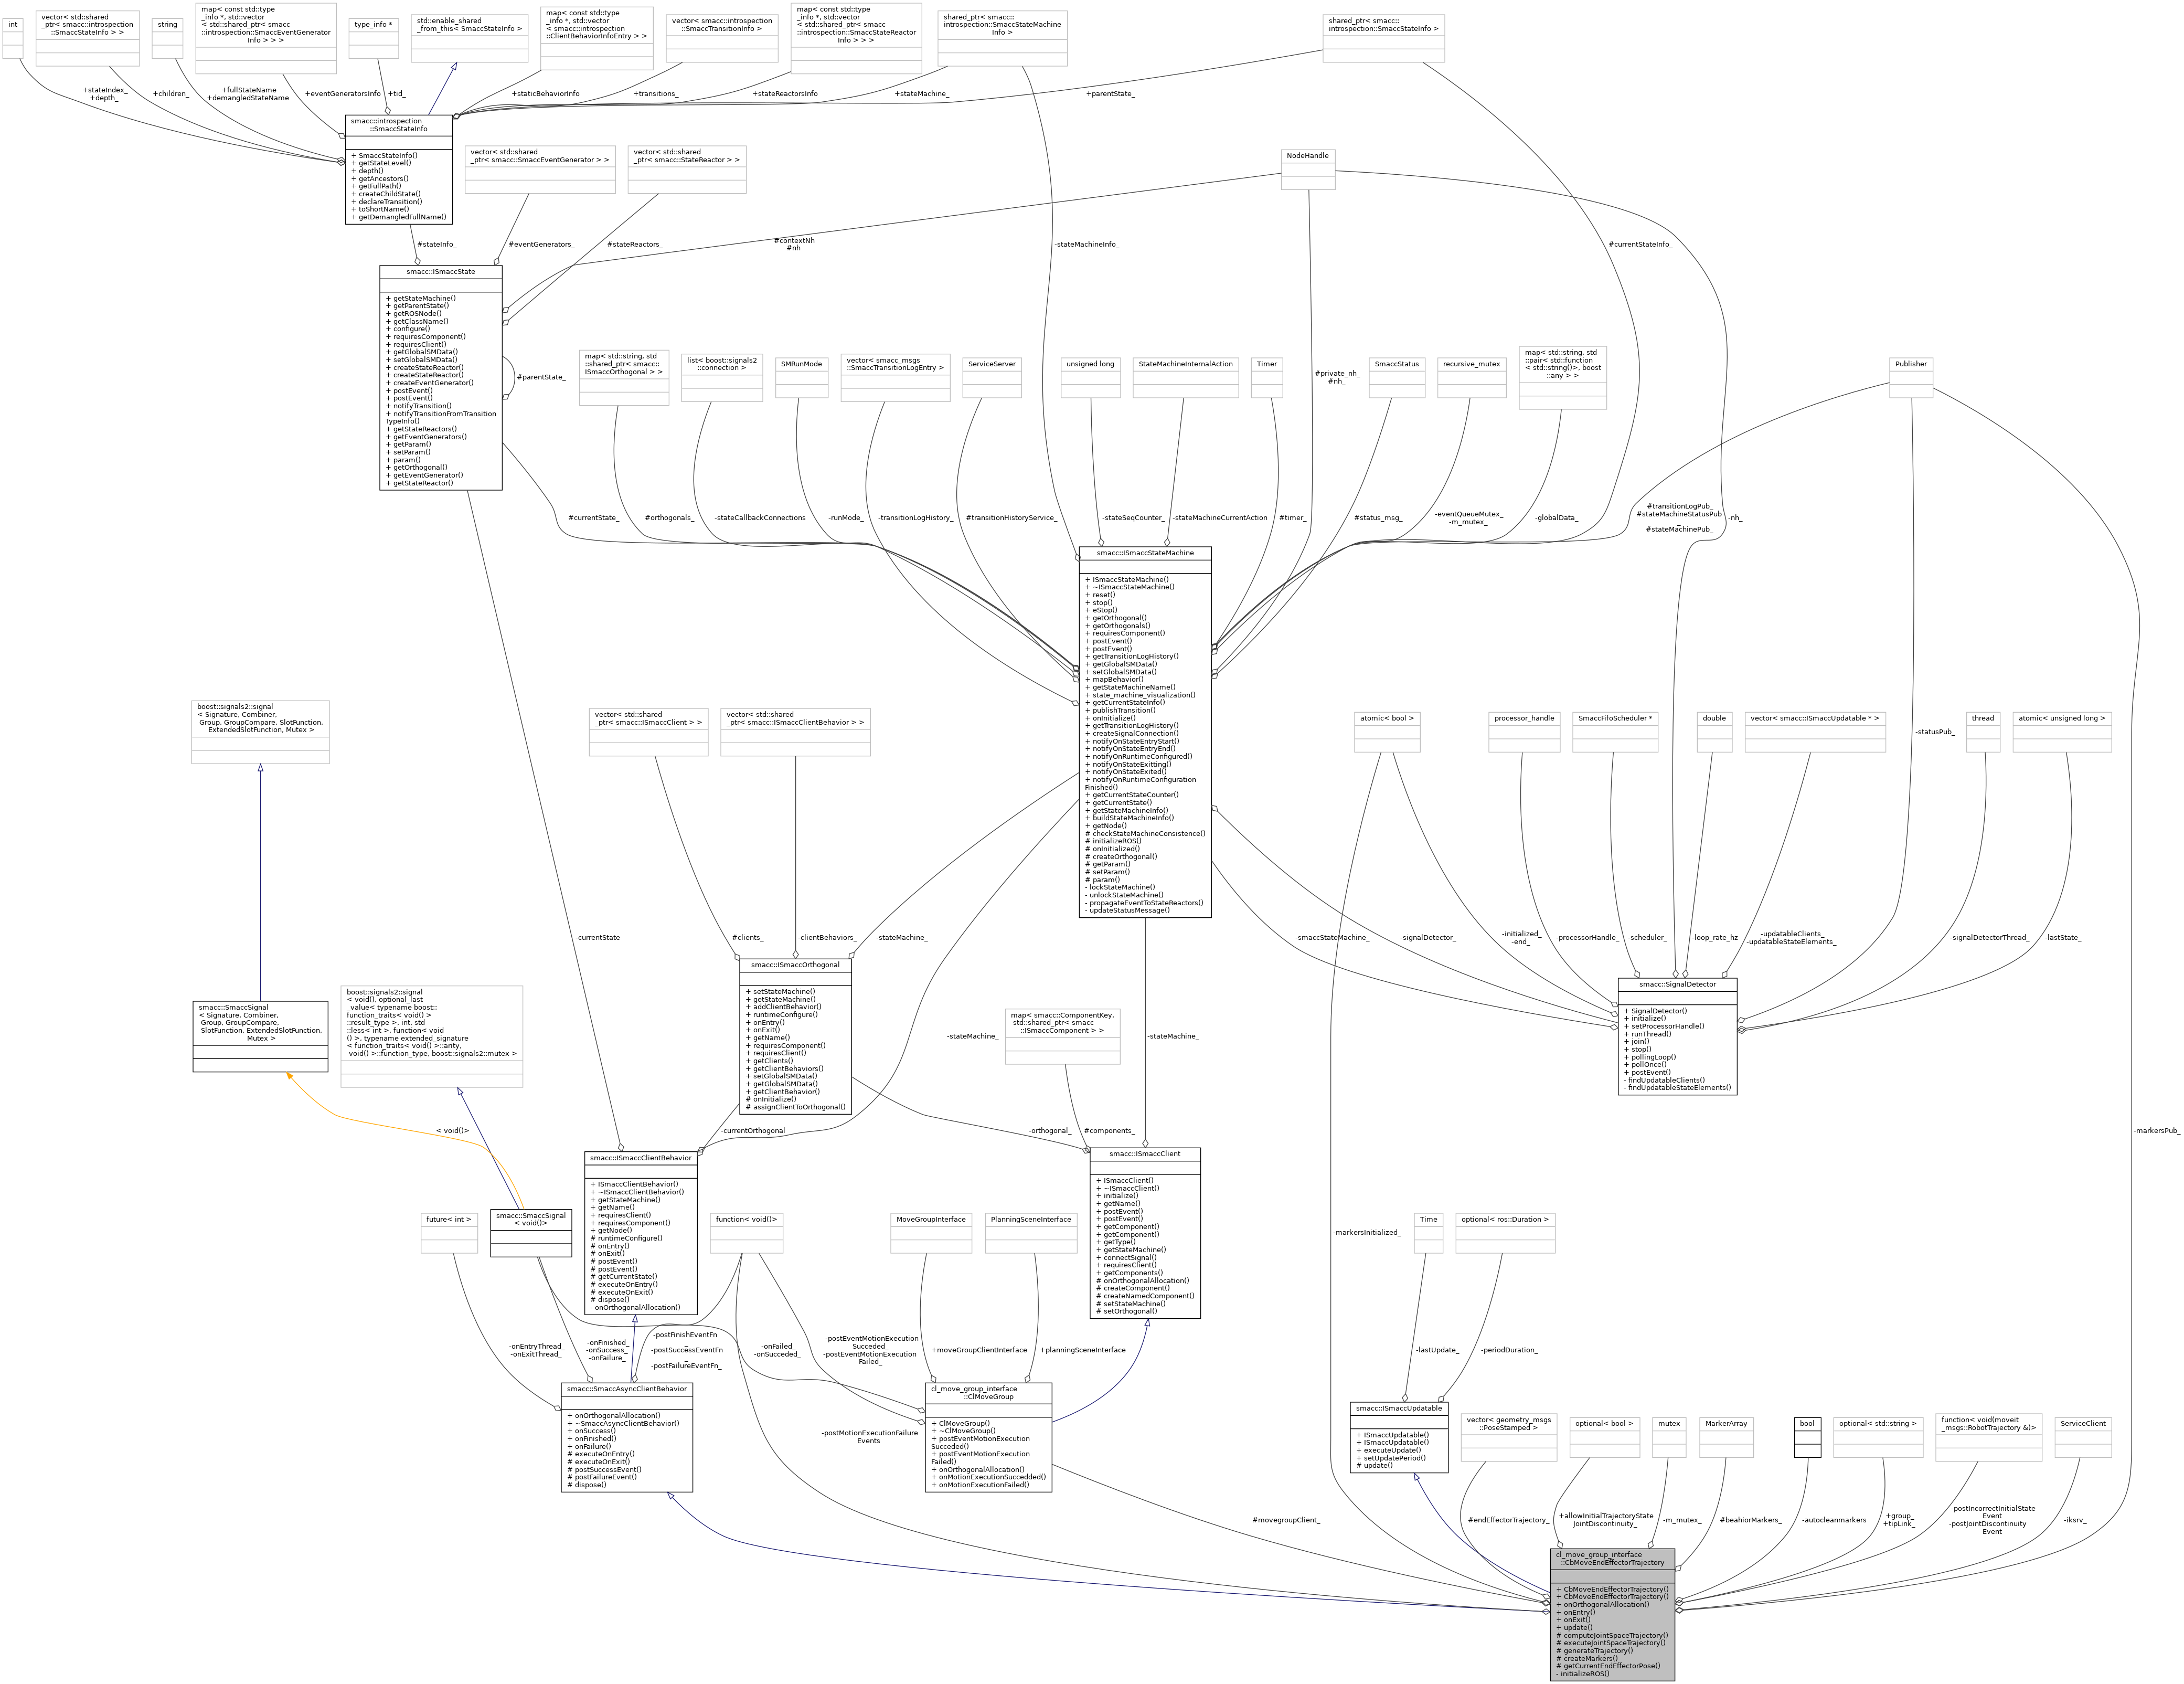 int
vector< std::shared
_ptr< smacc::introspection
::SmaccStateInfo > >
string
map< const std::type
_info *, std::vector
< std::shared_ptr< smacc
::introspection::SmaccEventGenerator
Info > > >
type_info *
std::enable_shared
_from_this< SmaccStateInfo >
map< const std::type
_info *, std::vector
< smacc::introspection
::ClientBehaviorInfoEntry > >
vector< smacc::introspection
::SmaccTransitionInfo >
map< const std::type
_info *, std::vector
< std::shared_ptr< smacc
::introspection::SmaccStateReactor
Info > > >
shared_ptr< smacc::
introspection::SmaccStateMachine
Info >
shared_ptr< smacc::
introspection::SmaccStateInfo >
+stateIndex_
+depth_
+children_
+fullStateName
+demangledStateName
+eventGeneratorsInfo
+tid_
+staticBehaviorInfo
+transitions_
+stateReactorsInfo
+stateMachine_
+parentState_
smacc::introspection
::SmaccStateInfo
+ SmaccStateInfo()
+ getStateLevel()
+ depth()
+ getAncestors()
+ getFullPath()
+ createChildState()
+ declareTransition()
+ toShortName()
+ getDemangledFullName()
vector< std::shared
_ptr< smacc::SmaccEventGenerator > >
vector< std::shared
_ptr< smacc::StateReactor > >
NodeHandle
#stateInfo_
#eventGenerators_
#stateReactors_
#contextNh
#nh
-stateMachineInfo_
#currentStateInfo_
smacc::ISmaccState
+ getStateMachine()
+ getParentState()
+ getROSNode()
+ getClassName()
+ configure()
+ requiresComponent()
+ requiresClient()
+ getGlobalSMData()
+ setGlobalSMData()
+ createStateReactor()
+ createStateReactor()
+ createEventGenerator()
+ postEvent()
+ postEvent()
+ notifyTransition()
+ notifyTransitionFromTransition
TypeInfo()
+ getStateReactors()
+ getEventGenerators()
+ getParam()
+ setParam()
+ param()
+ getOrthogonal()
+ getEventGenerator()
+ getStateReactor()
#parentState_
map< std::string, std
::shared_ptr< smacc::
ISmaccOrthogonal > >
list< boost::signals2
::connection >
SMRunMode
vector< smacc_msgs
::SmaccTransitionLogEntry >
ServiceServer
unsigned long
StateMachineInternalAction
Timer
#private_nh_
#nh_
SmaccStatus
recursive_mutex
map< std::string, std
::pair< std::function
< std::string()>, boost
::any > >
Publisher
#currentState_
#orthogonals_
-stateCallbackConnections
-runMode_
-transitionLogHistory_
#transitionHistoryService_
-stateSeqCounter_
-stateMachineCurrentAction
#timer_
#status_msg_
-eventQueueMutex_
-m_mutex_
-globalData_
#transitionLogPub_
#stateMachineStatusPub
_
#stateMachinePub_
-nh_
smacc::ISmaccStateMachine
+ ISmaccStateMachine()
+ ~ISmaccStateMachine()
+ reset()
+ stop()
+ eStop()
+ getOrthogonal()
+ getOrthogonals()
+ requiresComponent()
+ postEvent()
+ postEvent()
+ getTransitionLogHistory()
+ getGlobalSMData()
+ setGlobalSMData()
+ mapBehavior()
+ getStateMachineName()
+ state_machine_visualization()
+ getCurrentStateInfo()
+ publishTransition()
+ onInitialize()
+ getTransitionLogHistory()
+ createSignalConnection()
+ notifyOnStateEntryStart()
+ notifyOnStateEntryEnd()
+ notifyOnRuntimeConfigured()
+ notifyOnStateExitting()
+ notifyOnStateExited()
+ notifyOnRuntimeConfiguration
Finished()
+ getCurrentStateCounter()
+ getCurrentState()
+ getStateMachineInfo()
+ buildStateMachineInfo()
+ getNode()
# checkStateMachineConsistence()
# initializeROS()
# onInitialized()
# createOrthogonal()
# getParam()
# setParam()
# param()
- lockStateMachine()
- unlockStateMachine()
- propagateEventToStateReactors()
- updateStatusMessage()
boost::signals2::signal
< Signature, Combiner,
Group, GroupCompare, SlotFunction,
ExtendedSlotFunction, Mutex >
vector< std::shared
_ptr< smacc::ISmaccClient > >
vector< std::shared
_ptr< smacc::ISmaccClientBehavior > >
atomic< bool >
processor_handle
SmaccFifoScheduler *
double
vector< smacc::ISmaccUpdatable * >
thread
atomic< unsigned long >
-statusPub_
-currentState
#clients_
-clientBehaviors_
-stateMachine_
-smaccStateMachine_
-signalDetector_
-initialized_
-end_
-processorHandle_
-scheduler_
-loop_rate_hz
-updatableClients_
-updatableStateElements_
-signalDetectorThread_
-lastState_
smacc::ISmaccOrthogonal
+ setStateMachine()
+ getStateMachine()
+ addClientBehavior()
+ runtimeConfigure()
+ onEntry()
+ onExit()
+ getName()
+ requiresComponent()
+ requiresClient()
+ getClients()
+ getClientBehaviors()
+ setGlobalSMData()
+ getGlobalSMData()
+ getClientBehavior()
# onInitialize()
# assignClientToOrthogonal()
smacc::SignalDetector
+ SignalDetector()
+ initialize()
+ setProcessorHandle()
+ runThread()
+ join()
+ stop()
+ pollingLoop()
+ pollOnce()
+ postEvent()
- findUpdatableClients()
- findUpdatableStateElements()
smacc::SmaccSignal
< Signature, Combiner,
Group, GroupCompare,
SlotFunction, ExtendedSlotFunction,
Mutex >
boost::signals2::signal
< void(), optional_last
_value< typename boost::
function_traits< void() >
::result_type >, int, std
::less< int >, function< void
() >, typename extended_signature
< function_traits< void() >::arity,
void() >::function_type, boost::signals2::mutex >
map< smacc::ComponentKey,
std::shared_ptr< smacc
::ISmaccComponent > >
-stateMachine_
-stateMachine_
< void()>
-currentOrthogonal
-orthogonal_
#components_
-markersPub_
smacc::ISmaccClientBehavior
+ ISmaccClientBehavior()
+ ~ISmaccClientBehavior()
+ getStateMachine()
+ getName()
+ requiresClient()
+ requiresComponent()
+ getNode()
# runtimeConfigure()
# onEntry()
# onExit()
# postEvent()
# postEvent()
# getCurrentState()
# executeOnEntry()
# executeOnExit()
# dispose()
- onOrthogonalAllocation()
smacc::ISmaccClient
+ ISmaccClient()
+ ~ISmaccClient()
+ initialize()
+ getName()
+ postEvent()
+ postEvent()
+ getComponent()
+ getComponent()
+ getType()
+ getStateMachine()
+ connectSignal()
+ requiresClient()
+ getComponents()
# onOrthogonalAllocation()
# createComponent()
# createNamedComponent()
# setStateMachine()
# setOrthogonal()
future< int >
smacc::SmaccSignal
< void()>
function< void()>
MoveGroupInterface
PlanningSceneInterface
-markersInitialized_
Time
optional< ros::Duration >
-onEntryThread_
-onExitThread_
-onFinished_
-onSuccess_
-onFailure_
-postFinishEventFn
_
-postSuccessEventFn
_
-postFailureEventFn_
-onFailed_
-onSucceded_
-postEventMotionExecution
Succeded_
-postEventMotionExecution
Failed_
+moveGroupClientInterface
+planningSceneInterface
-lastUpdate_
-periodDuration_
smacc::SmaccAsyncClientBehavior
+ onOrthogonalAllocation()
+ ~SmaccAsyncClientBehavior()
+ onSuccess()
+ onFinished()
+ onFailure()
# executeOnEntry()
# executeOnExit()
# postSuccessEvent()
# postFailureEvent()
# dispose()
-postMotionExecutionFailure
Events
cl_move_group_interface
::ClMoveGroup
+ ClMoveGroup()
+ ~ClMoveGroup()
+ postEventMotionExecution
Succeded()
+ postEventMotionExecution
Failed()
+ onOrthogonalAllocation()
+ onMotionExecutionSuccedded()
+ onMotionExecutionFailed()
smacc::ISmaccUpdatable
+ ISmaccUpdatable()
+ ISmaccUpdatable()
+ executeUpdate()
+ setUpdatePeriod()
# update()
vector< geometry_msgs
::PoseStamped >
optional< bool >
mutex
MarkerArray
bool
optional< std::string >
function< void(moveit
_msgs::RobotTrajectory &)>
ServiceClient
#movegroupClient_
#endEffectorTrajectory_
+allowInitialTrajectoryState
JointDiscontinuity_
-m_mutex_
#beahiorMarkers_
-autocleanmarkers
+group_
+tipLink_
-postIncorrectInitialState
Event
-postJointDiscontinuity
Event
-iksrv_
cl_move_group_interface
::CbMoveEndEffectorTrajectory
+ CbMoveEndEffectorTrajectory()
+ CbMoveEndEffectorTrajectory()
+ onOrthogonalAllocation()
+ onEntry()
+ onExit()
+ update()
# computeJointSpaceTrajectory()
# executeJointSpaceTrajectory()
# generateTrajectory()
# createMarkers()
# getCurrentEndEffectorPose()
- initializeROS()